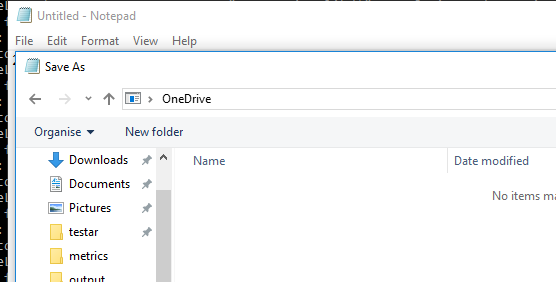 Untitled - Notepad
File Edit Format View Help
Save As
OneDrive
Organise New folder
Downloads
Documents
Pictures
testar
metrics
output
Name Date modified
No items ma